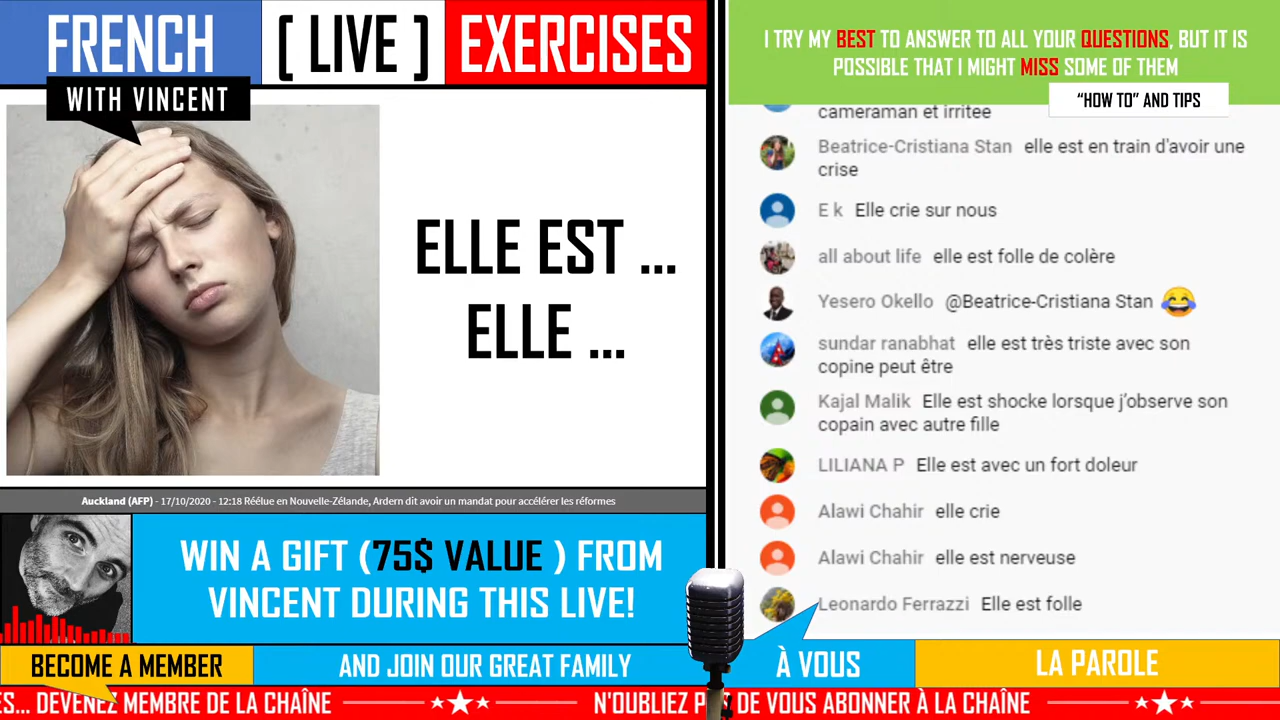 FRENCH
[ LIVE ]
EXERCISES
WITH VINCENT
ELLE EST ...
ELLE ...
Auckland (AFP) - 17/10/2020 - 12:18 Réélue en Nouvelle-Zélande, Ardern dit avoir un mandat pour accélérer les réformes
WIN A GIFT (75$ VALUE ) FROM
VINCENT DURING THIS LIVE!
BECOME A MEMBER
AND JOIN OUR GREAT FAMILY
I TRY MY BEST TO ANSWER TO ALL YOUR QUESTIONS, BUT IT IS
POSSIBLE THAT I MIGHT MISS SOME OF THEM
"HOW TO" AND TIPS
cameraman et irritee
Beatrice-Cristiana Stan elle est en train d'avoir une
crise
E k Elle crie sur nous
all about life elle est folle de colère
Yesero Okello @Beatrice-Cristiana Stan 😂
sundar ranabhat elle est très triste avec son
copine peut être
Kajal Malik Elle est shocke lorsque j'observe son
copain avec autre fille
LILIANA P Elle est avec un fort doleur
Alawi Chahir elle crie
Alawi Chahir elle est nerveuse
Leonardo Ferrazzi Elle est folle
À VOUS
LA PAROLE
DEVENEZ MEMBRE DE LA CHAÎNE
N'OUBLIEZ DE VOUS ABONNER À LA CHAÎNE